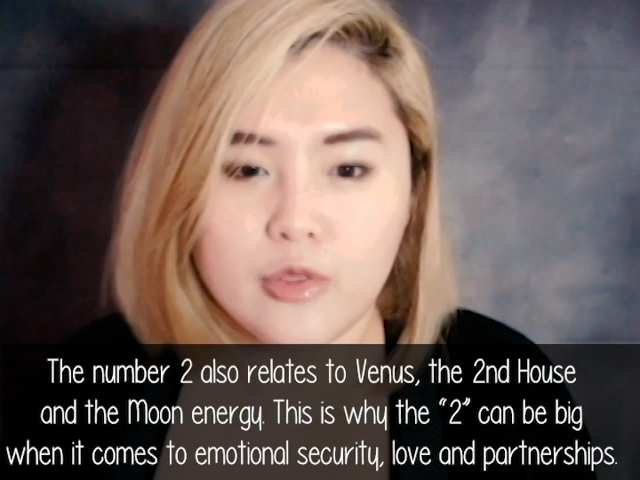 The number 2 also relates to Venus, the 2nd House
and the Moon energy. This is why the "2" can be big
when it comes to emotional security, love and partnerships.